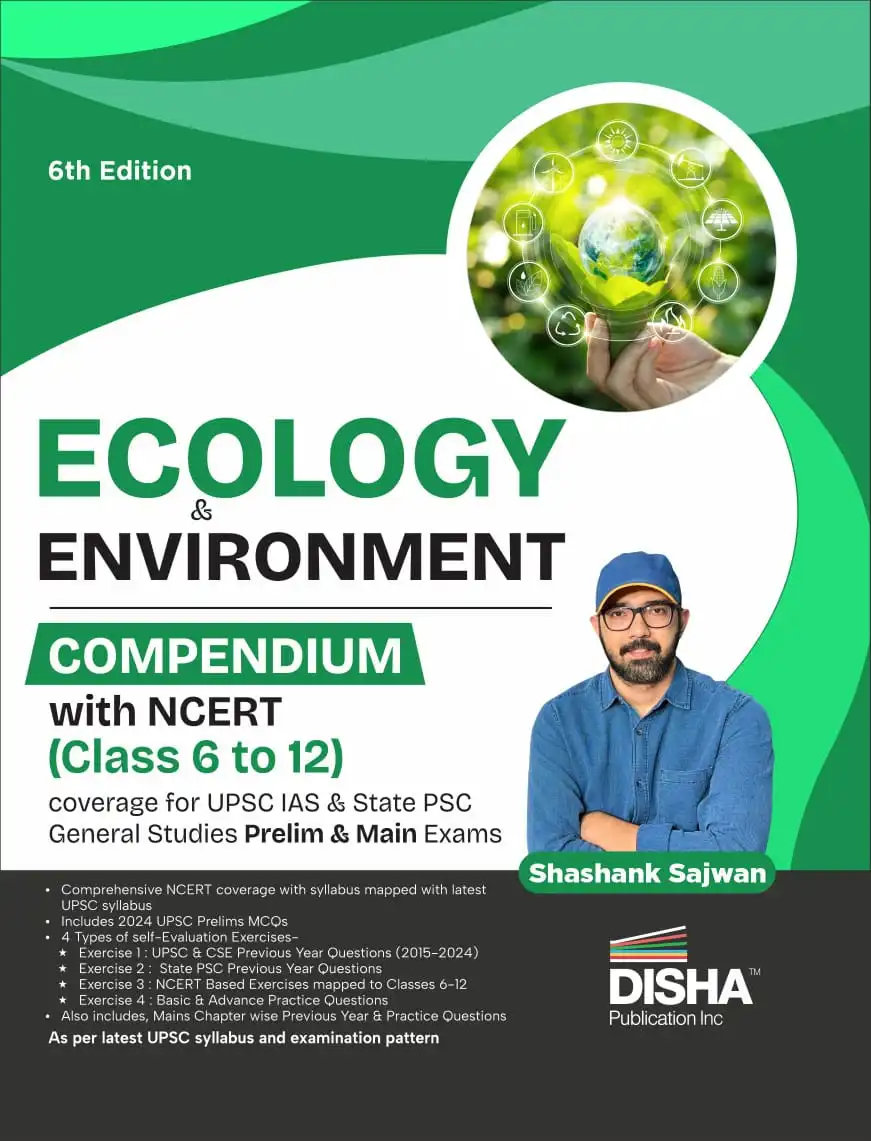 6th Edition
ECOLOGY
&
ENVIRONMENT
COMPENDIUM
with NCERT
(Class 6 to 12)
coverage for UPSC IAS & State PSC
General Studies Prelim & Main Exams
Shashank Sajwan
• Comprehensive NCERT coverage with syllabus mapped with latest
UPSC syllabus
• Includes 2024 UPSC Prelims MCQs
• 4 Types of self-Evaluation Exercises-
★ Exercise 1 : UPSC & CSE Previous Year Questions (2015-2024)
★ Exercise 2 : State PSC Previous Year Questions
★ Exercise 3 : NCERT Based Exercises mapped to Classes 6-12
★ Exercise 4 : Basic & Advance Practice Questions
• Also includes, Mains Chapter wise Previous Year & Practice Questions
As per latest UPSC syllabus and examination pattern
DISHA™
Publication Inc